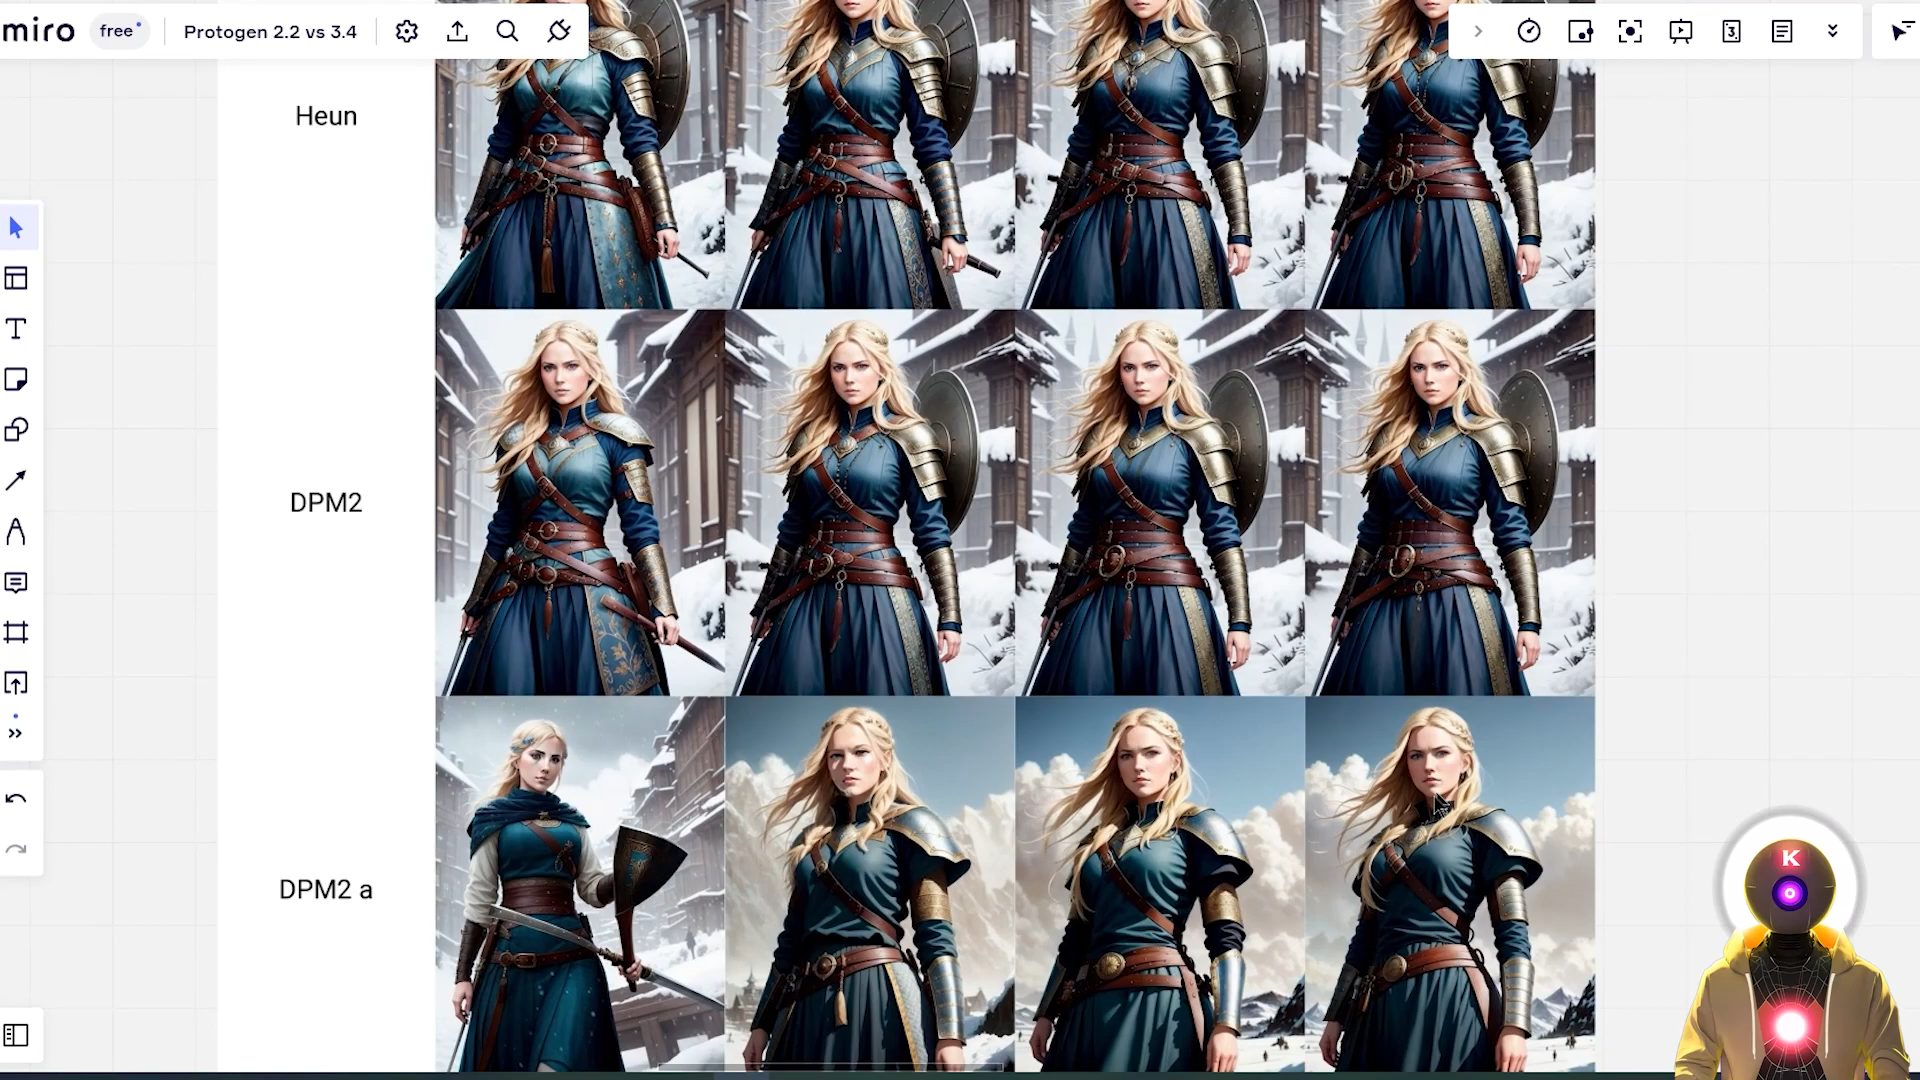 miro
free
Protogen 2.2 vs 3.4
Heun
DPM2
DPM2 a
K